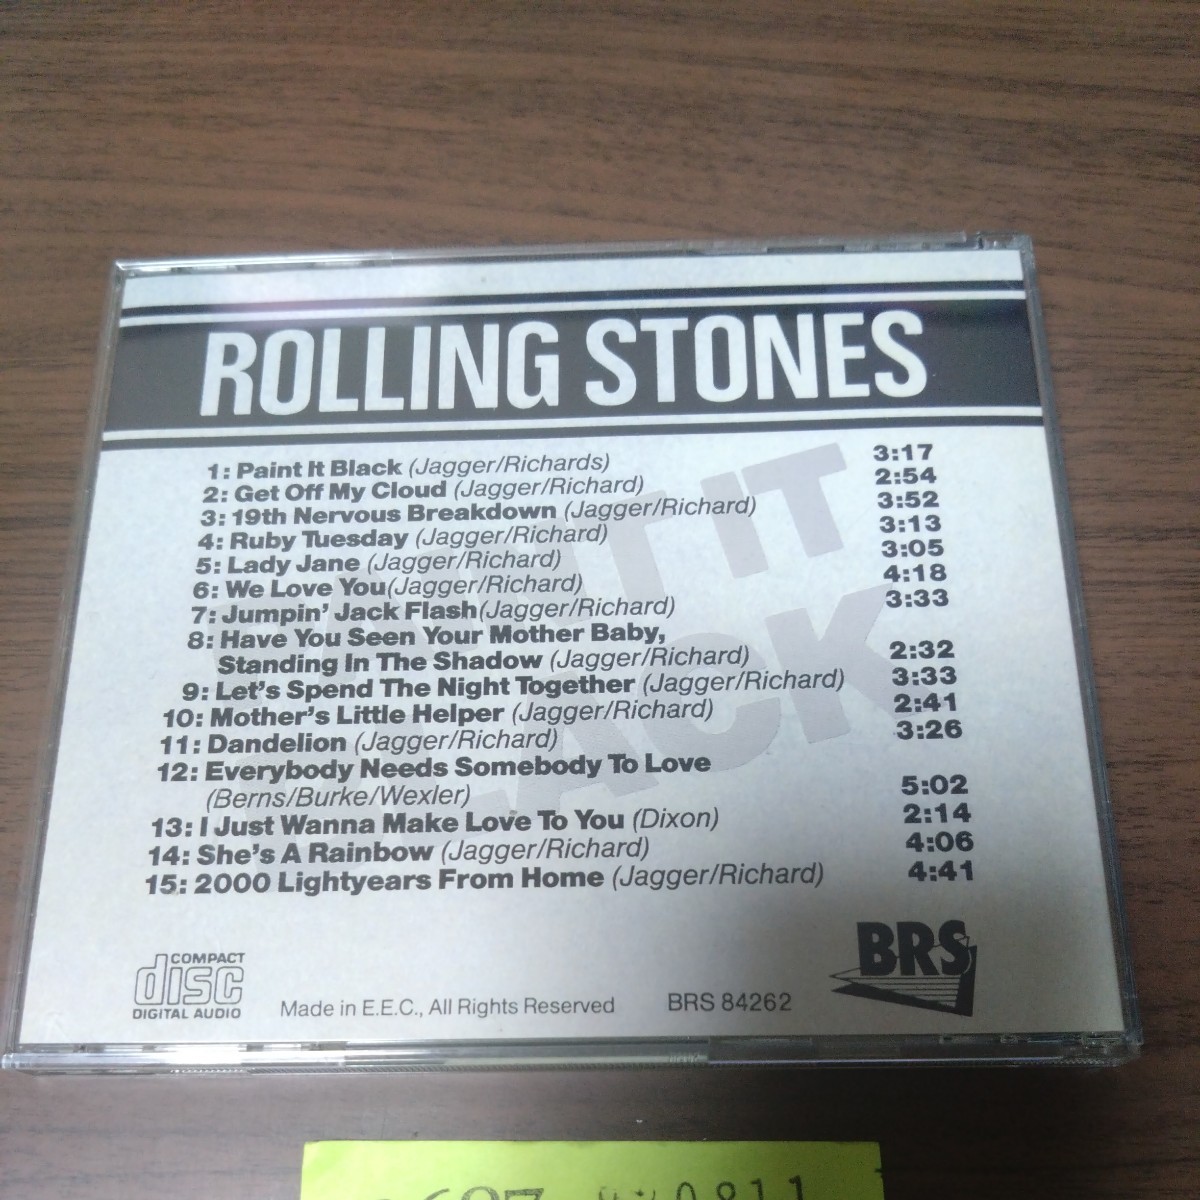 ROLLING STONES
1: Paint It Black (Jagger/Richards) 3:17
2: Get Off My Cloud (Jagger/Richard) 2:54
3: 19th Nervous Breakdown (Jagger/Richard) 3:52
4: Ruby Tuesday (Jagger/Richard) 3:13
5: Lady Jane (Jagger/Richard) 3:05
6: We Love You(Jagger/Richard) 4:18
7: Jumpin' Jack Flash(Jagger/Richard) 3:33
8: Have You Seen Your Mother Baby,
Standing In The Shadow (Jagger/Richard) 2:32
9: Let's Spend The Night Together (Jagger/Richard) 3:33
10: Mother's Little Helper (Jagger/Richard) 2:41
11: Dandelion (Jagger/Richard) 3:26
12: Everybody Needs Somebody To Love
(Berns/Burke/Wexler) 5:02
13: I Just Wanna Make Love To You (Dixon) 2:14
14: She's A Rainbow (Jagger/Richard) 4:06
15: 2000 Lightyears From Home (Jagger/Richard) 4:41
COMPACT
disc
DIGITAL AUDIO
Made in E.E.C., All Rights Reserved
BRS 84262
BRS
IT
BLACK
0811